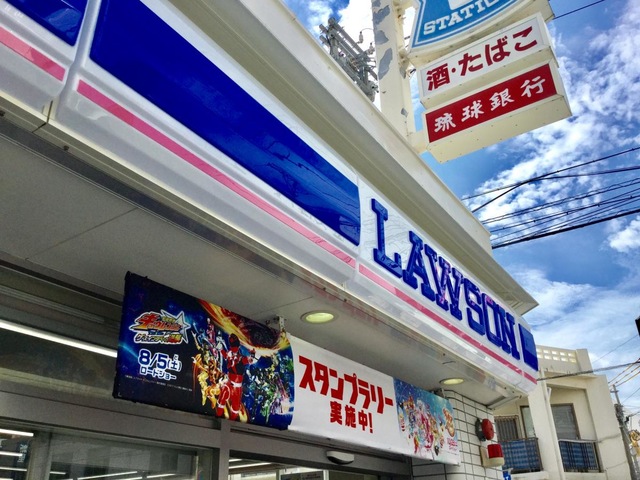 STATION
酒・たばこ
琉球銀行
LAWSON
8/5(土)
ロードショー
スタンプラリー
実施中!